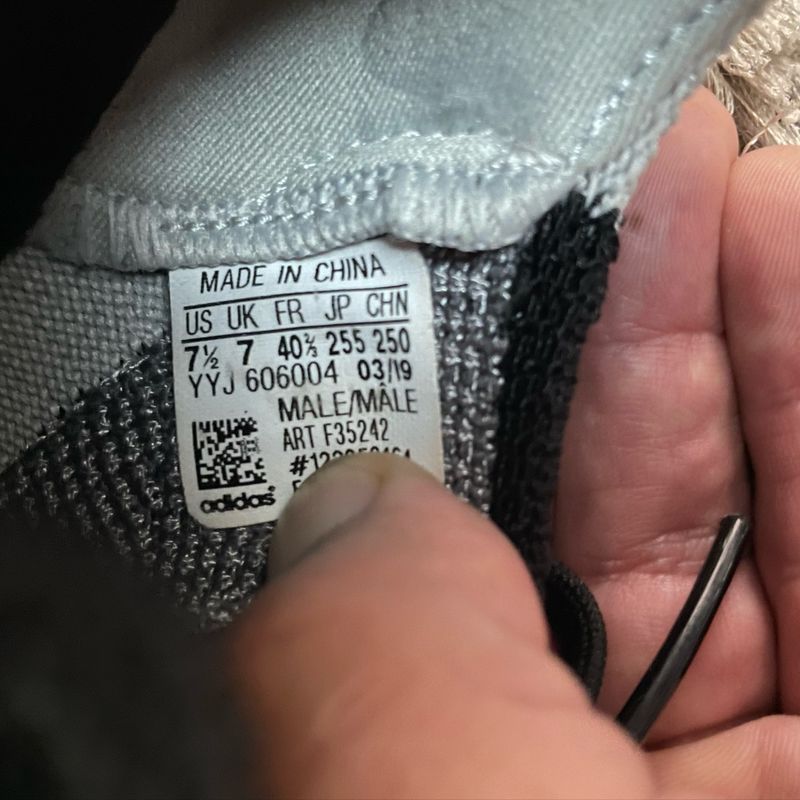 MADE IN CHINA
US UK FR JP CHN
7½ 7 40⅔ 255 250
YYJ 606004 03/19
MALE/MÂLE
ART F35242
adidas